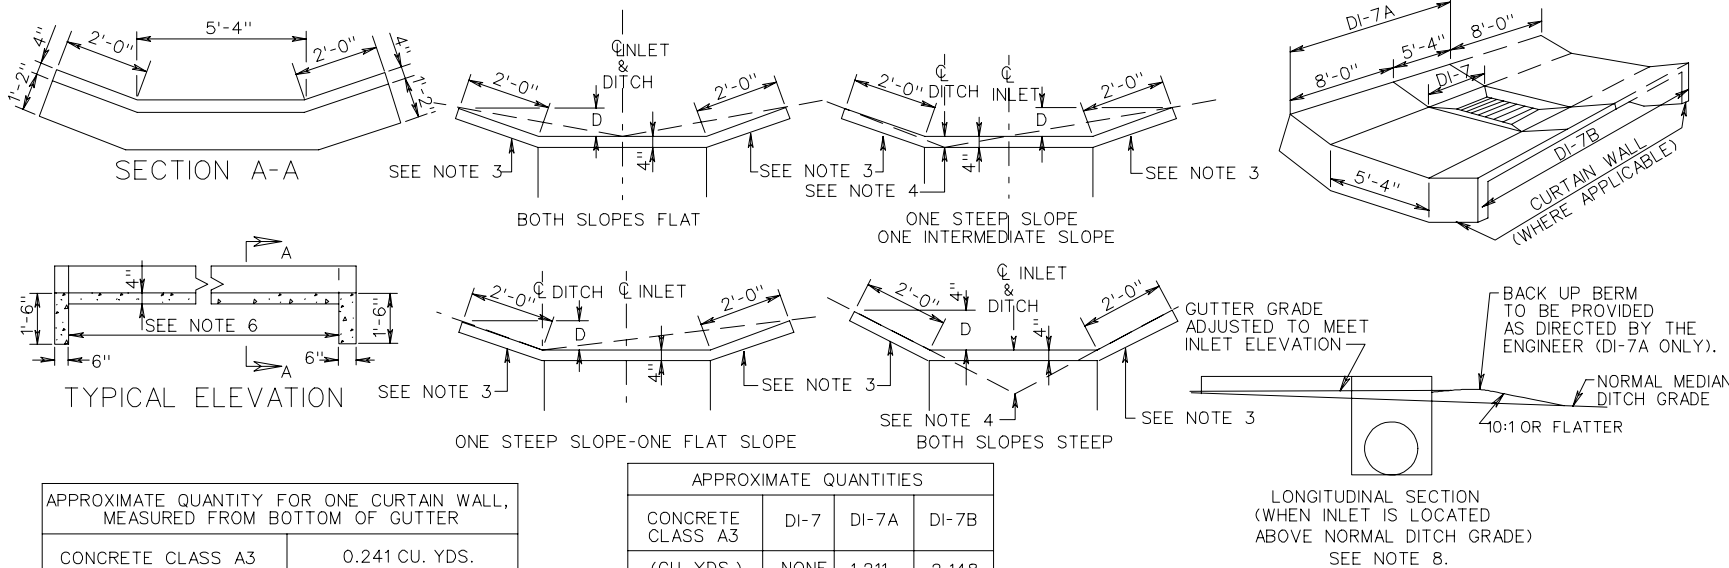 4"
2'-0"
5'-4"
2'-0"
4"
1'-2"
1'-2"
SECTION A-A
℄ INLET
&
DITCH
2'-0"
2'-0"
D
4"
SEE NOTE 3
SEE NOTE 3
BOTH SLOPES FLAT
℄
DITCH
℄
INLET
2'-0"
2'-0"
D
4"
SEE NOTE 3
SEE NOTE 4
SEE NOTE 3
ONE STEEP SLOPE
ONE INTERMEDIATE SLOPE
DI-7A
8'-0"
5'-4"
8'-0"
DI-7
5'-4"
DI-7B
CURTAIN WALL
(WHERE APPLICABLE)
A
4"
1'-6"
1'-6"
SEE NOTE 6
6"
6"
A
TYPICAL ELEVATION
2'-0"
℄ DITCH
℄ INLET
2'-0"
D
4"
SEE NOTE 3
SEE NOTE 3
ONE STEEP SLOPE-ONE FLAT SLOPE
℄ INLET
&
DITCH
2'-0"
4"
D
4"
2'-0"
SEE NOTE 3
SEE NOTE 4
SEE NOTE 3
BOTH SLOPES STEEP
GUTTER GRADE
ADJUSTED TO MEET
INLET ELEVATION
BACK UP BERM
TO BE PROVIDED
AS DIRECTED BY THE
ENGINEER (DI-7A ONLY).
NORMAL MEDIAN
DITCH GRADE
10:1 OR FLATTER
LONGITUDINAL SECTION
(WHEN INLET IS LOCATED
ABOVE NORMAL DITCH GRADE)
SEE NOTE 8.
APPROXIMATE QUANTITY FOR ONE CURTAIN WALL,
MEASURED FROM BOTTOM OF GUTTER
CONCRETE CLASS A3 0.241 CU. YDS.
APPROXIMATE QUANTITIES
CONCRETE
CLASS A3 DI-7 DI-7A DI-7B
(CU. YDS.) NONE 1.211